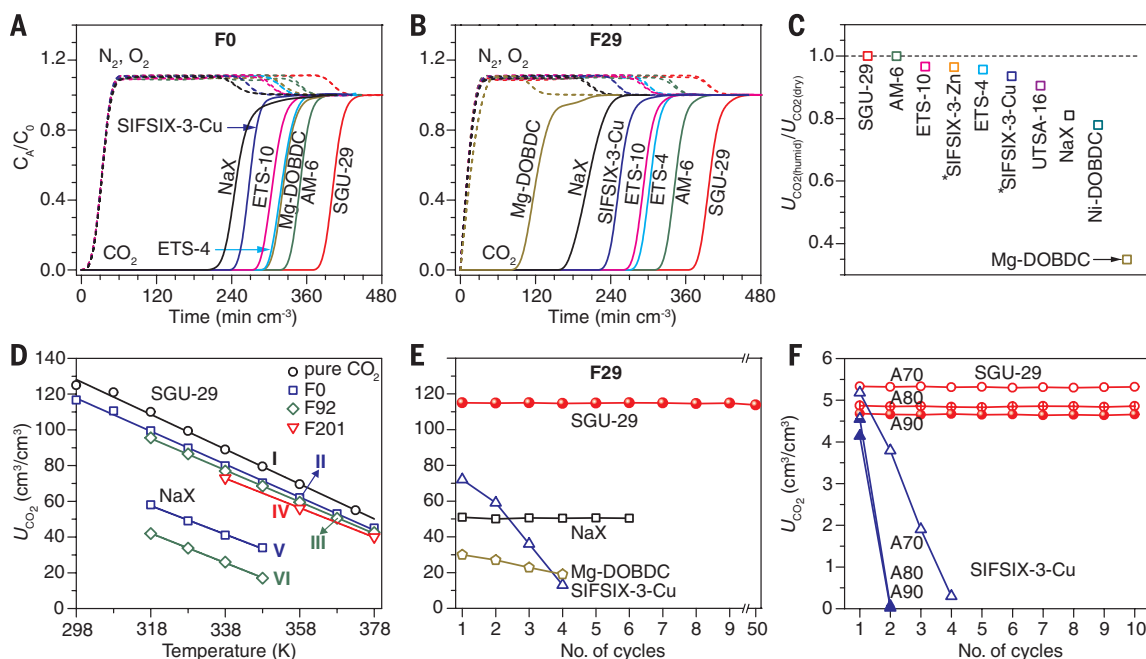 A
F0
N2, O2
SIFSIX-3-Cu
NaX
ETS-10
Mg-DOBDC
AM-6
SGU-29
ETS-4
CO2
CA/C0
0.0
0.4
0.8
1.2
0 120 240 360 480
Time (min cm-3)
B
F29
N2, O2
Mg-DOBDC
NaX
SIFSIX-3-Cu
ETS-10
ETS-4
AM-6
SGU-29
CO2
0.0
0.4
0.8
1.2
0 120 240 360 480
Time (min cm-3)
C
UCO2(humid)/UCO2(dry)
1.0
0.8
0.6
0.4
SGU-29
AM-6
ETS-10
*SIFSIX-3-Zn
ETS-4
*SIFSIX-3-Cu
UTSA-16
NaX
Ni-DOBDC
Mg-DOBDC
D
UCO2 (cm3/cm3)
140
120
100
80
60
40
20
0
SGU-29
pure CO2
F0
F92
F201
I
II
III
IV
NaX
V
VI
298 318 338 358 378
Temperature (K)
E
F29
140
120
100
80
60
40
20
0
SGU-29
NaX
Mg-DOBDC
SIFSIX-3-Cu
1 2 3 4 5 6 7 8 9 50
No. of cycles
F
UCO2 (cm3/cm3)
6
5
4
3
2
1
0
SGU-29
A70
A80
A90
A70
A80
A90
SIFSIX-3-Cu
1 2 3 4 5 6 7 8 9 10
No. of cycles